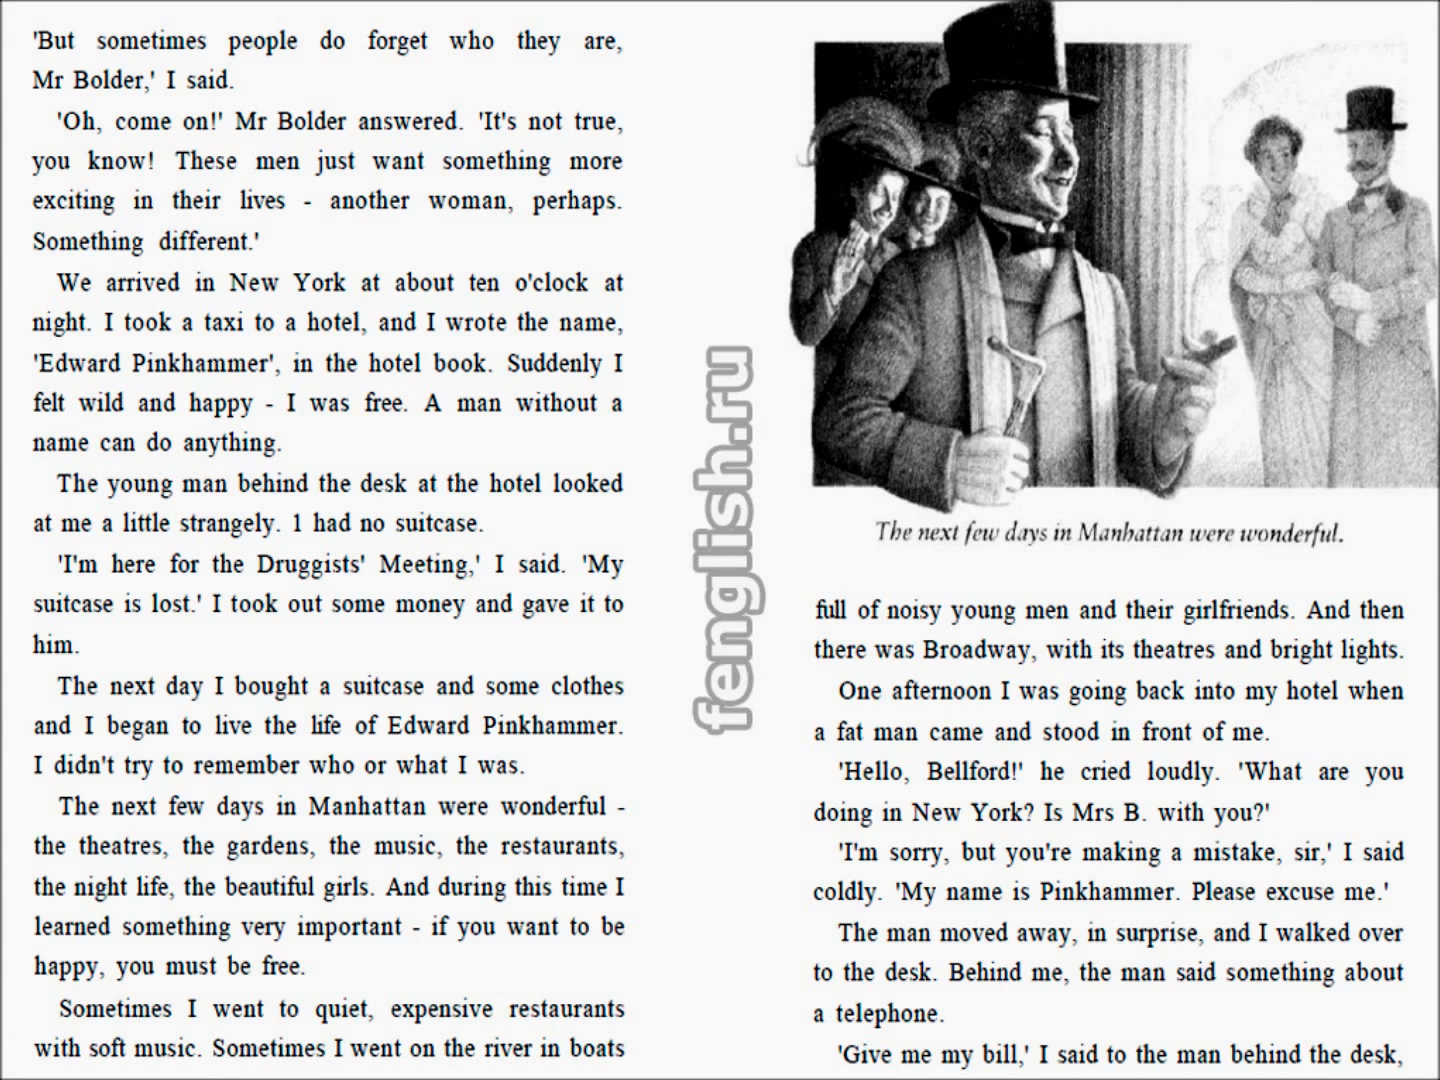 'But sometimes people do forget who they are,
Mr Bolder,' I said.
'Oh, come on!' Mr Bolder answered. 'It's not true,
you know! These men just want something more
exciting in their lives - another woman, perhaps.
Something different.'
We arrived in New York at about ten o'clock at
night. I took a taxi to a hotel, and I wrote the name,
'Edward Pinkhammer', in the hotel book. Suddenly I
felt wild and happy - I was free. A man without a
name can do anything.
The young man behind the desk at the hotel looked
at me a little strangely. 1 had no suitcase.
'I'm here for the Druggists' Meeting,' I said. 'My
suitcase is lost.' I took out some money and gave it to
him.
The next day I bought a suitcase and some clothes
and I began to live the life of Edward Pinkhammer.
I didn't try to remember who or what I was.
The next few days in Manhattan were wonderful -
the theatres, the gardens, the music, the restaurants,
the night life, the beautiful girls. And during this time I
learned something very important - if you want to be
happy, you must be free.
Sometimes I went to quiet, expensive restaurants
with soft music. Sometimes I went on the river in boats
fenglish.ru
The next few days in Manhattan were wonderful.
full of noisy young men and their girlfriends. And then
there was Broadway, with its theatres and bright lights.
One afternoon I was going back into my hotel when
a fat man came and stood in front of me.
'Hello, Bellford!' he cried loudly. 'What are you
doing in New York? Is Mrs B. with you?'
'I'm sorry, but you're making a mistake, sir,' I said
coldly. 'My name is Pinkhammer. Please excuse me.'
The man moved away, in surprise, and I walked over
to the desk. Behind me, the man said something about
a telephone.
'Give me my bill,' I said to the man behind the desk,